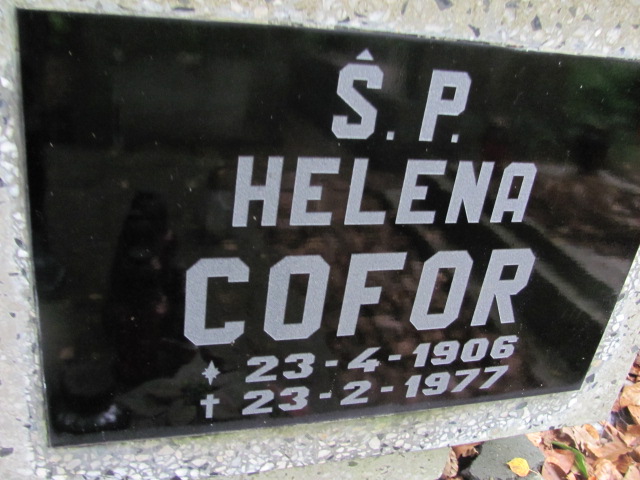 Ŝ. P.
HELENA
COFOR
* 23-4-1906
† 23-2-1977